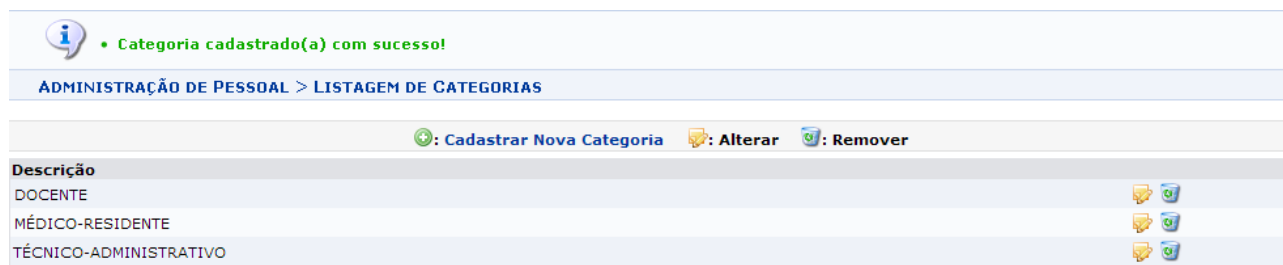 • Categoria cadastrado(a) com sucesso!
ADMINISTRAÇÃO DE PESSOAL > LISTAGEM DE CATEGORIAS
: Cadastrar Nova Categoria : Alterar : Remover
Descrição
DOCENTE
MÉDICO-RESIDENTE
TÉCNICO-ADMINISTRATIVO